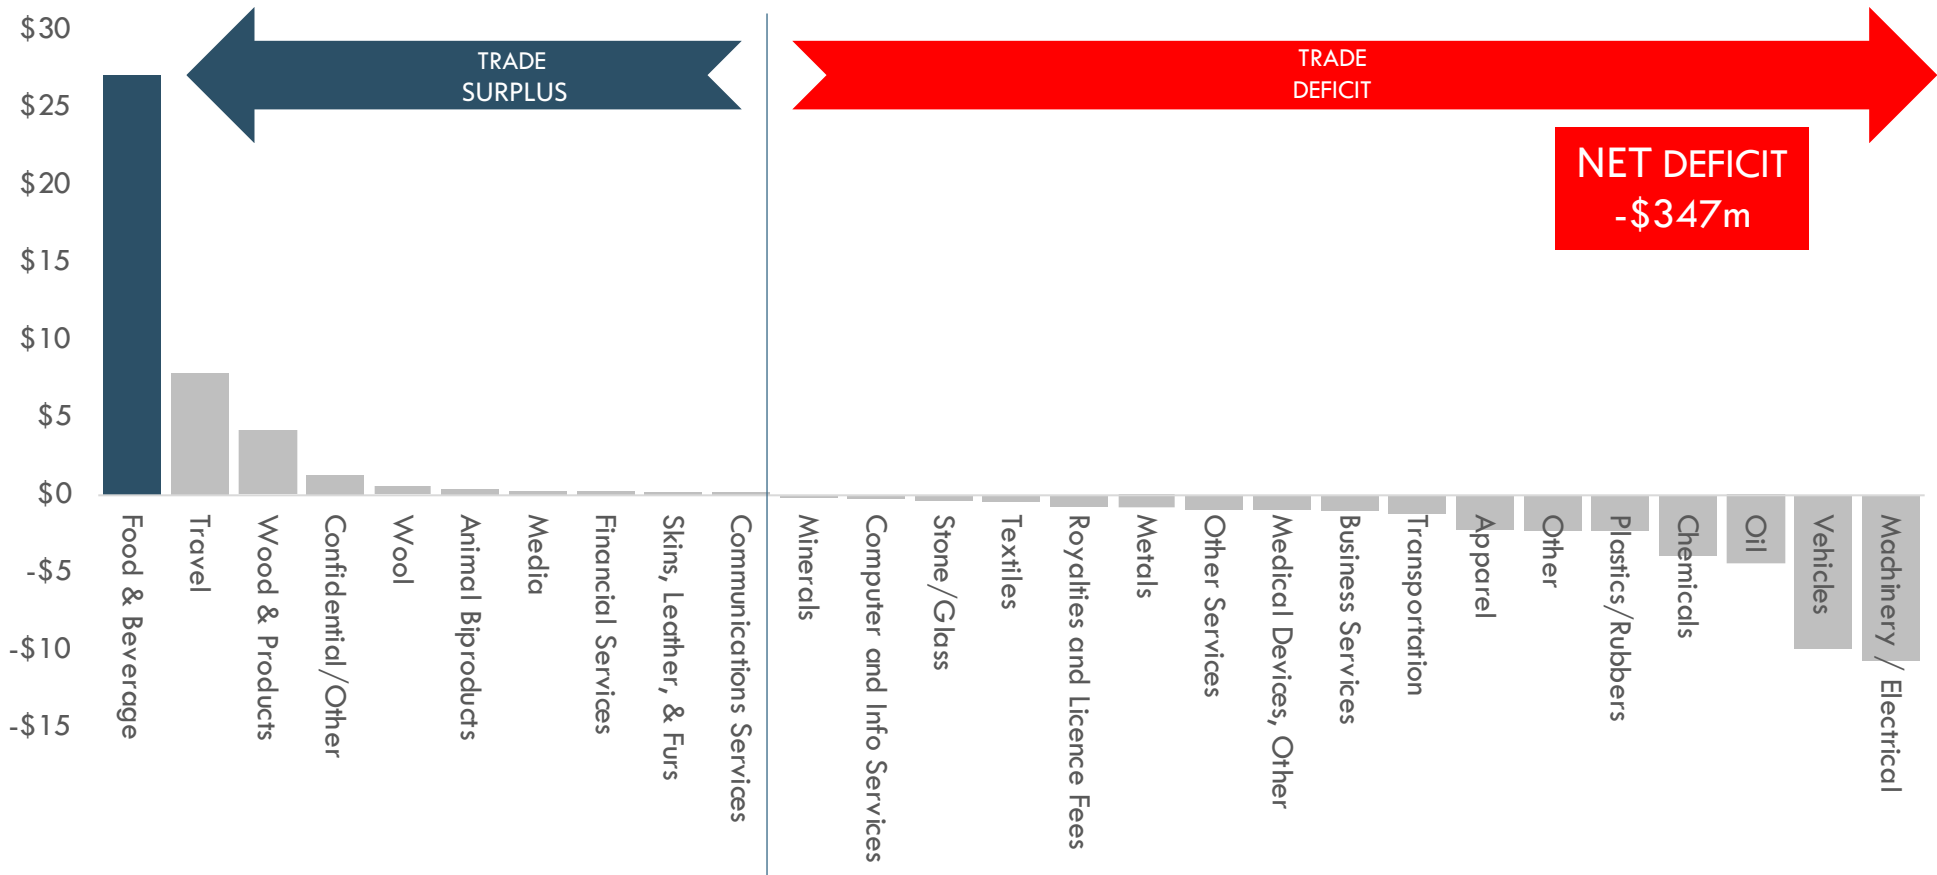 $30
$25
$20
$15
$10
$5
$0
-$5
-$10
-$15
TRADE
SURPLUS
TRADE
DEFICIT
NET DEFICIT
-$347m
Food & Beverage
Travel
Wood & Products
Confidential/Other
Wool
Animal Biproducts
Media
Financial Services
Skins, Leather, & Furs
Communications Services
Minerals
Computer and Info Services
Stone/Glass
Textiles
Royalties and Licence Fees
Metals
Other Services
Medical Devices, Other
Business Services
Transportation
Apparel
Other
Plastics/Rubbers
Chemicals
Oil
Vehicles
Machinery / Electrical